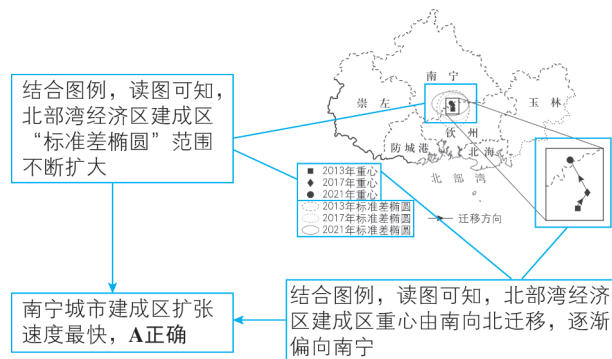 结合图例，读图可知，
北部湾经济区建成区
“标准差椭圆”范围
不断扩大
南宁
崇左
玉林
钦州
防城港
北海
北部湾
2013年重心
2017年重心
2021年重心
2013年标准差椭圆
2017年标准差椭圆
2021年标准差椭圆
迁移方向
南宁城市建成区扩张
速度最快，A正确
结合图例，读图可知，北部湾经济
区建成区重心由南向北迁移，逐渐
偏向南宁